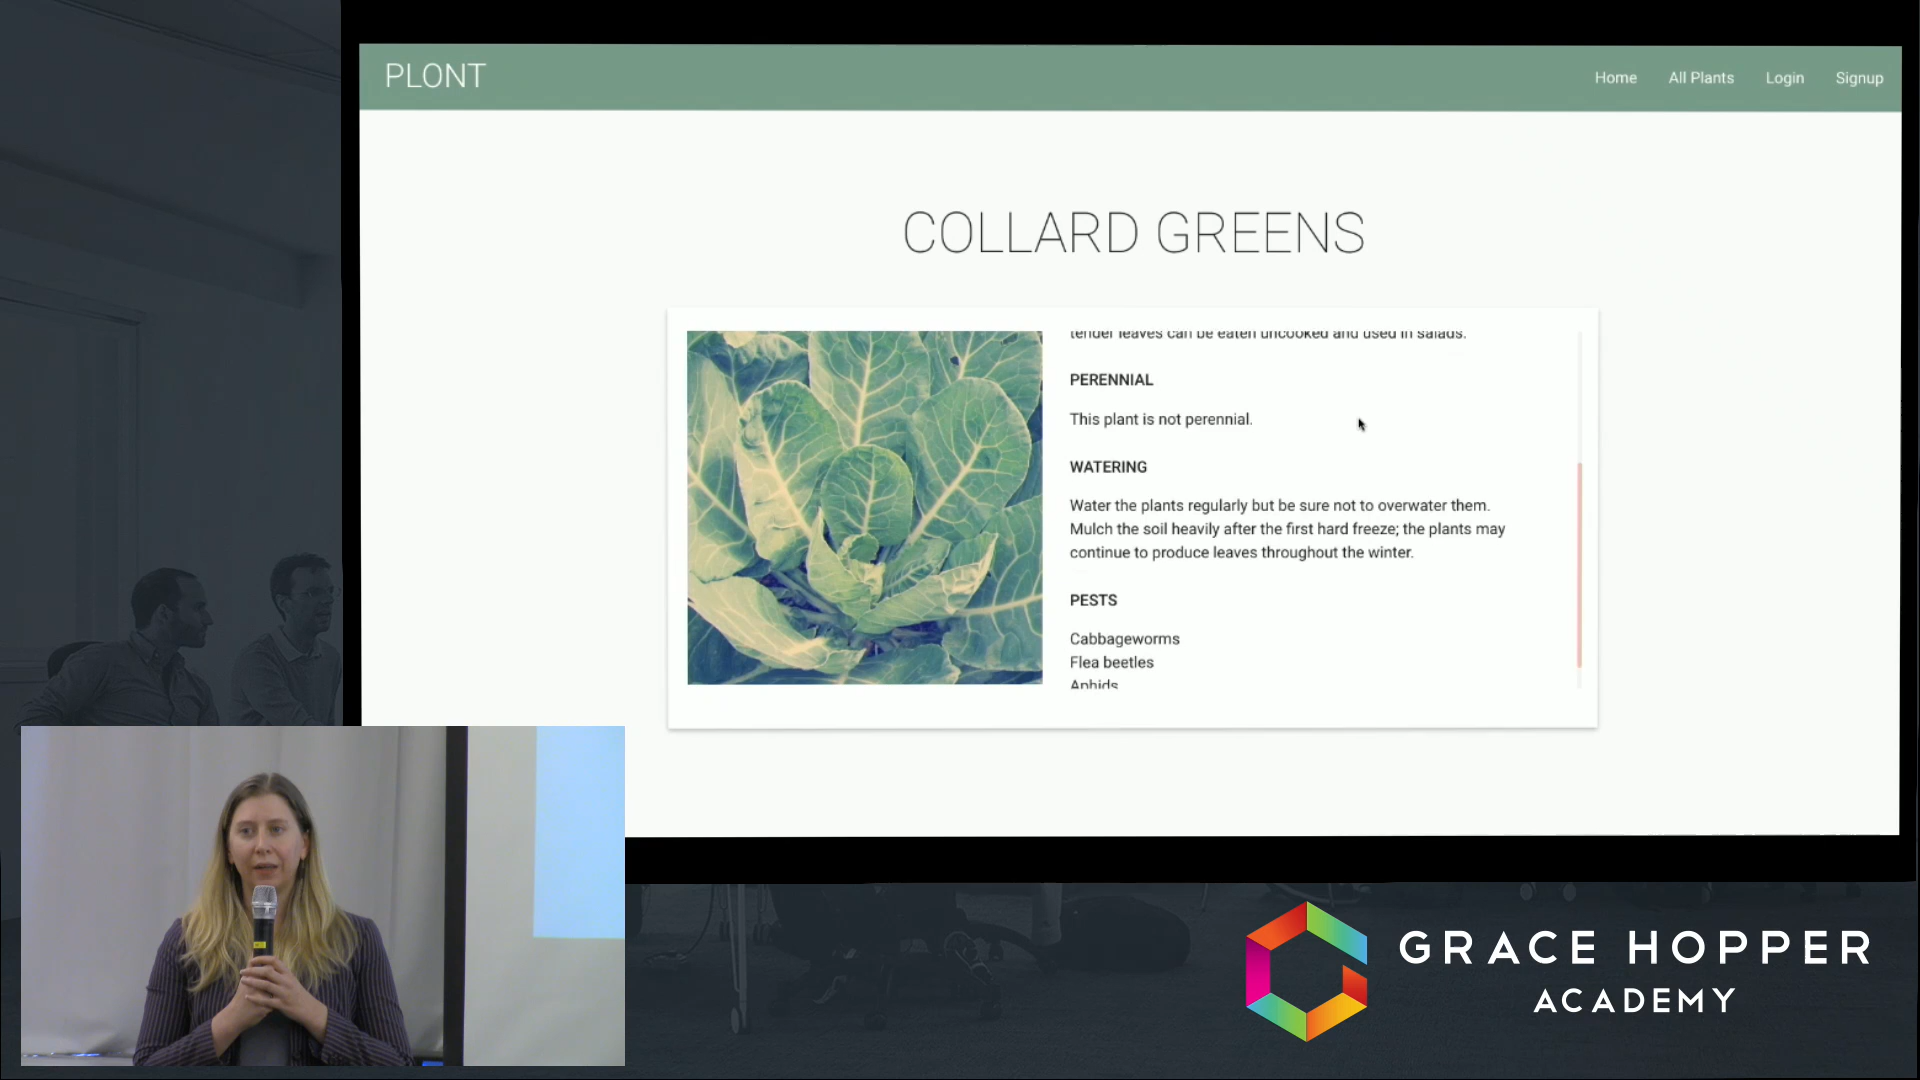 PLONT
Home All Plants Login Signup
COLLARD GREENS
tender leaves can be eaten uncooked and used in salads.
PERENNIAL
This plant is not perennial.
WATERING
Water the plants regularly but be sure not to overwater them.
Mulch the soil heavily after the first hard freeze; the plants may
continue to produce leaves throughout the winter.
PESTS
Cabbageworms
Flea beetles
Aphids
GRACE HOPPER
ACADEMY